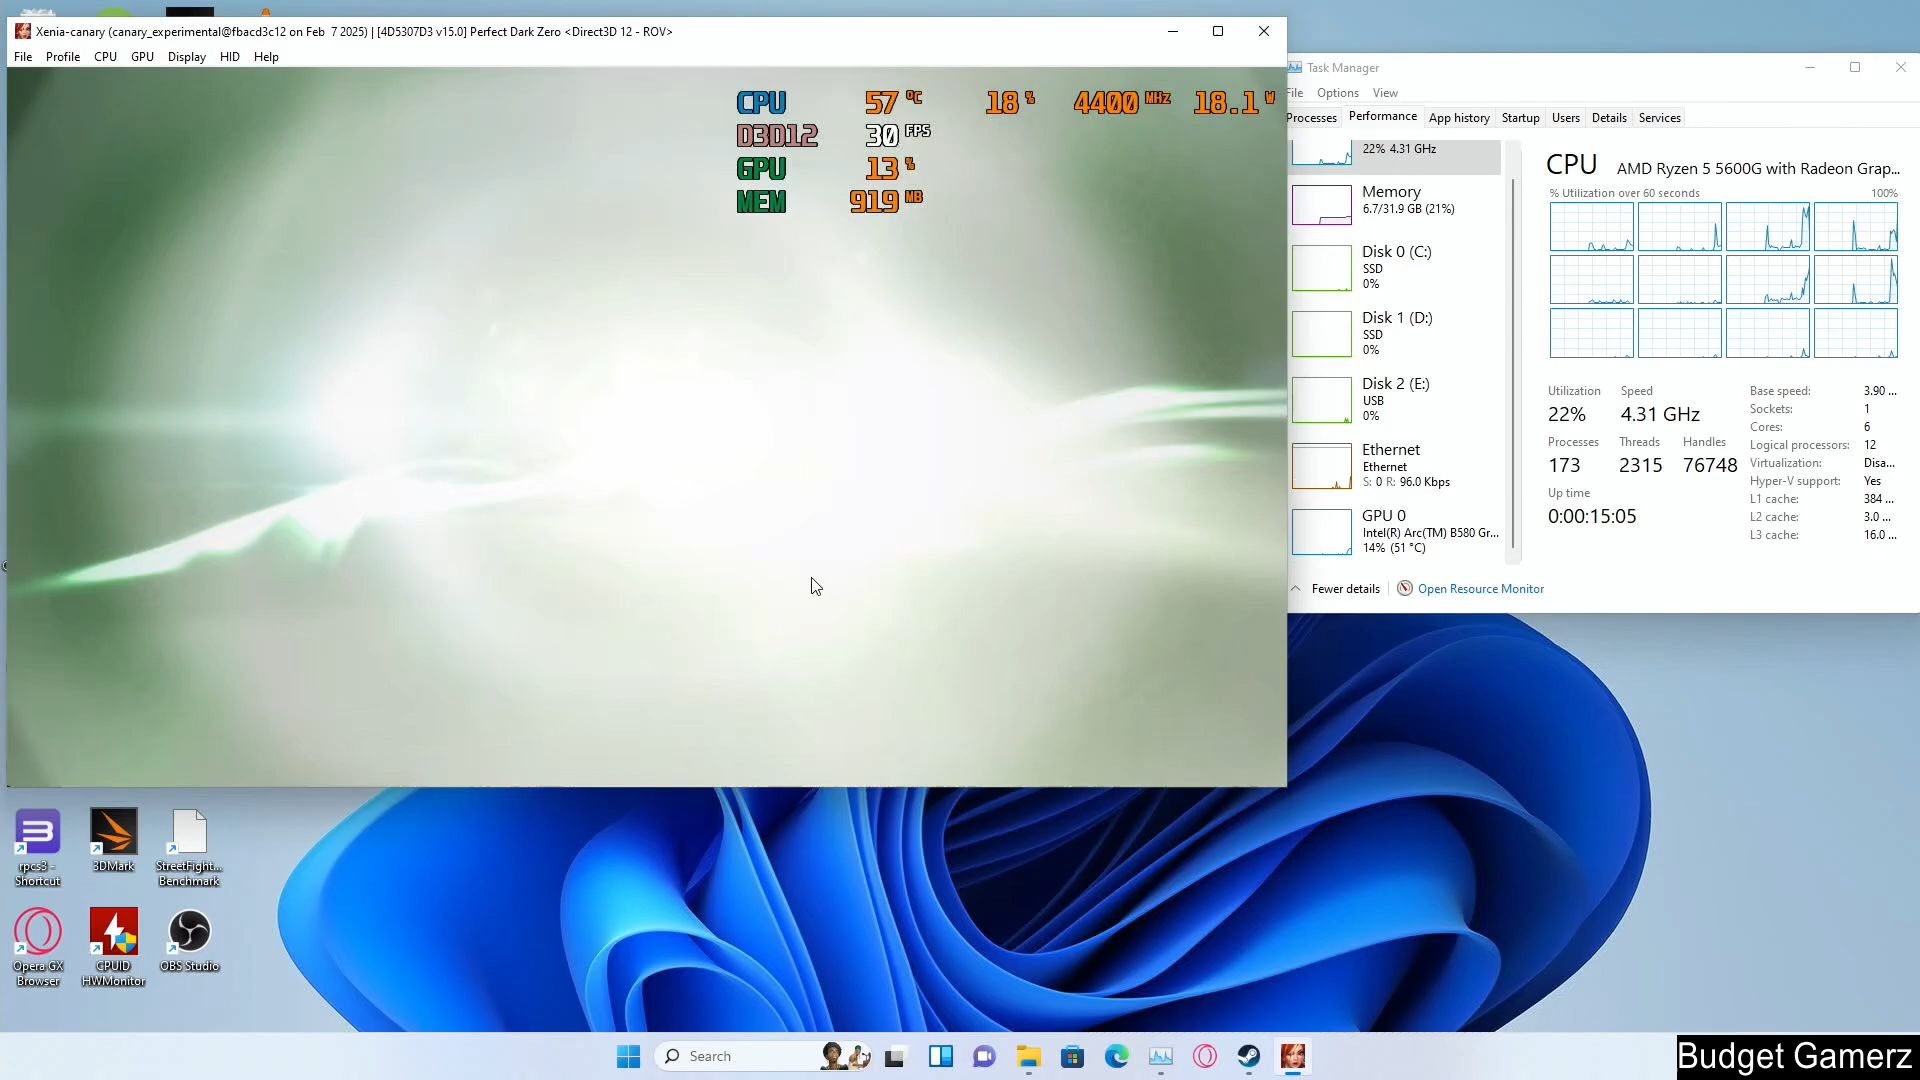 Xenia-canary (canary_experimental@fbacd3c12 on Feb 7 2025) | [4D5307D3 v15.0] Perfect Dark Zero <Direct3D 12 - ROV>
File Profile CPU GPU Display HID Help
CPU 57 °C 18 % 4400 MHz 18.1 W
D3D12 30 FPS
GPU 13 %
MEM 919 MB
Task Manager
File Options View
Processes Performance App history Startup Users Details Services
22% 4.31 GHz
Memory
6.7/31.9 GB (21%)
Disk 0 (C:)
SSD
0%
Disk 1 (D:)
SSD
0%
Disk 2 (E:)
USB
0%
Ethernet
Ethernet
S: 0 R: 96.0 Kbps
GPU 0
Intel(R) Arc(TM) B580 Gr...
14% (51 °C)
CPU AMD Ryzen 5 5600G with Radeon Grap...
% Utilization over 60 seconds 100%
Utilization Speed
22% 4.31 GHz
Processes Threads Handles
173 2315 76748
Up time
0:00:15:05
Base speed: 3.90 ...
Sockets: 1
Cores: 6
Logical processors: 12
Virtualization: Disa...
Hyper-V support: Yes
L1 cache: 384 ...
L2 cache: 3.0 ...
L3 cache: 16.0 ...
Fewer details Open Resource Monitor
rpcs3 -
Shortcut
3DMark
StreetFight...
Benchmark
Opera GX
Browser
CPUID
HWMonitor
OBS Studio
Search
Budget Gamerz